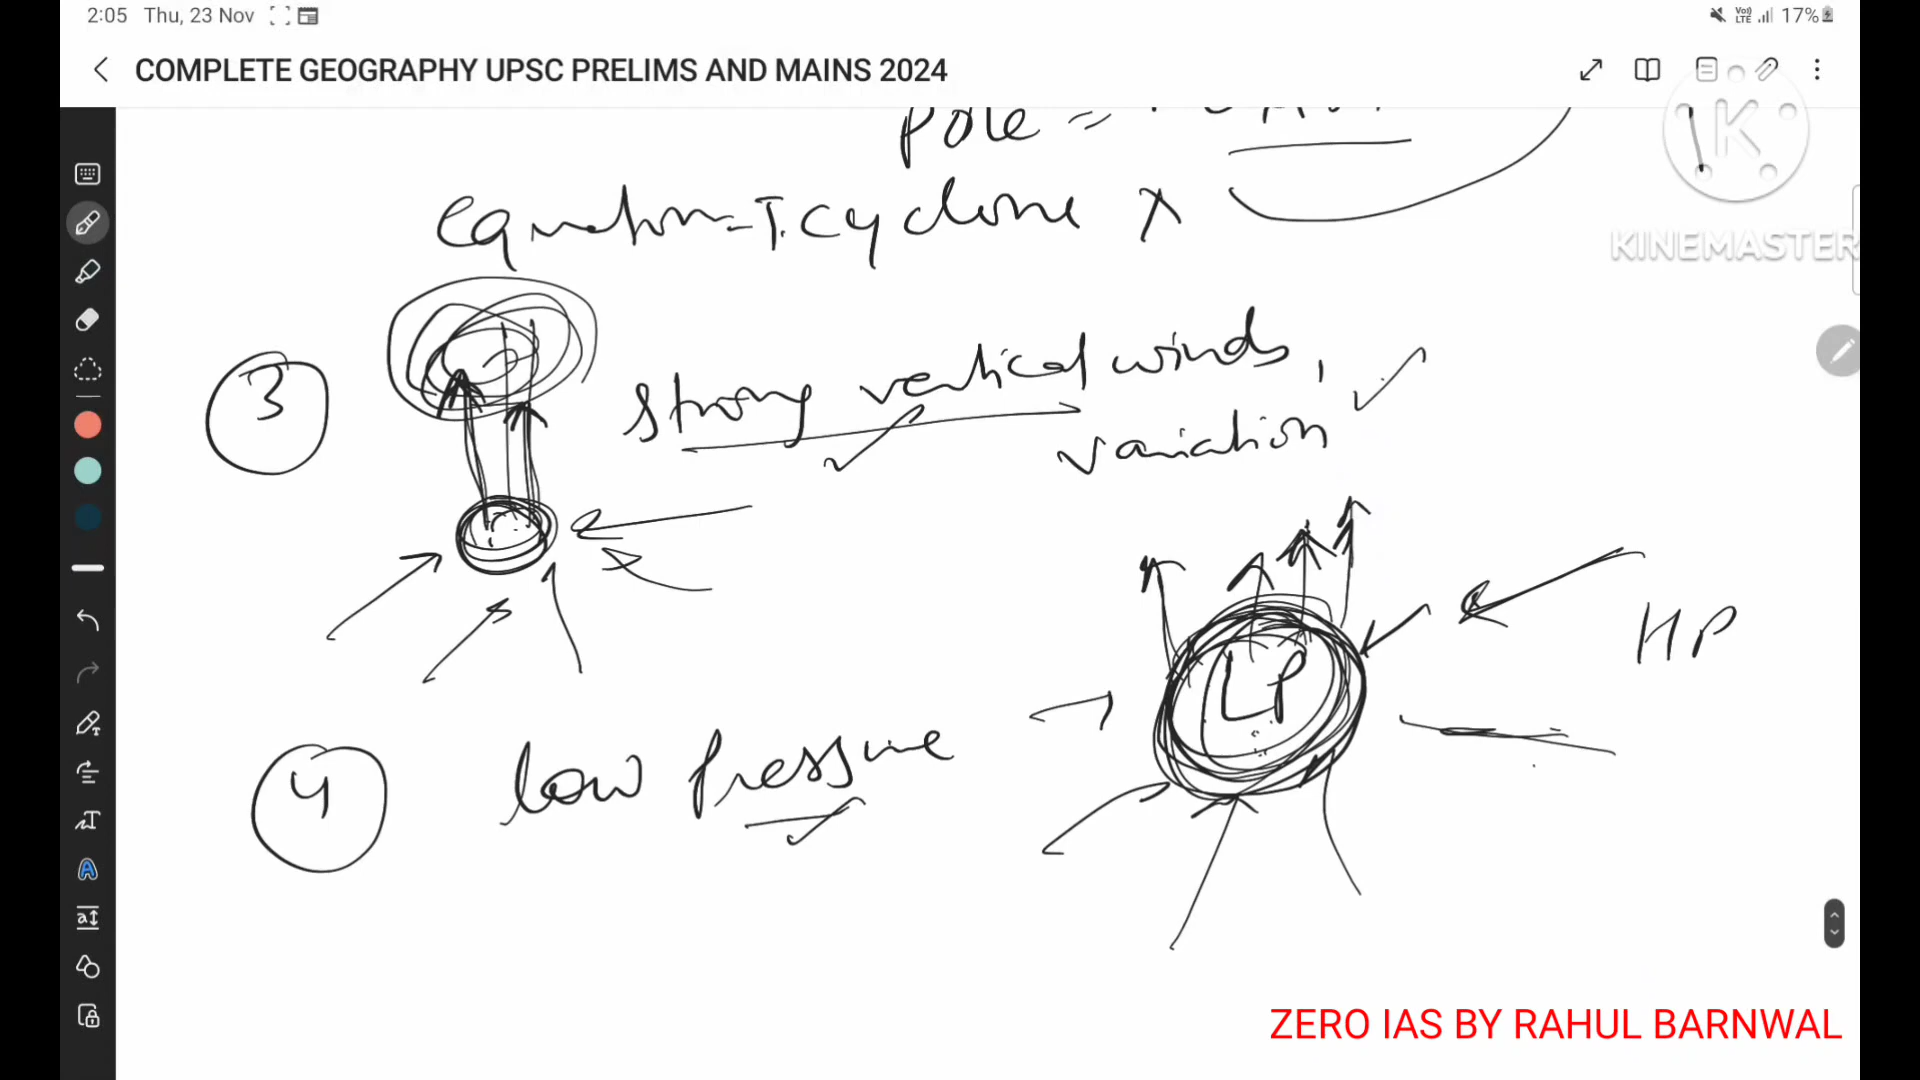 2:05 Thu, 23 Nov
17%
COMPLETE GEOGRAPHY UPSC PRELIMS AND MAINS 2024
Pole =
K
KINEMASTER
equator - T. cyclone X
3
strong vertical winds,
variation
LP
HP
4
low pressure
ZERO IAS BY RAHUL BARNWAL